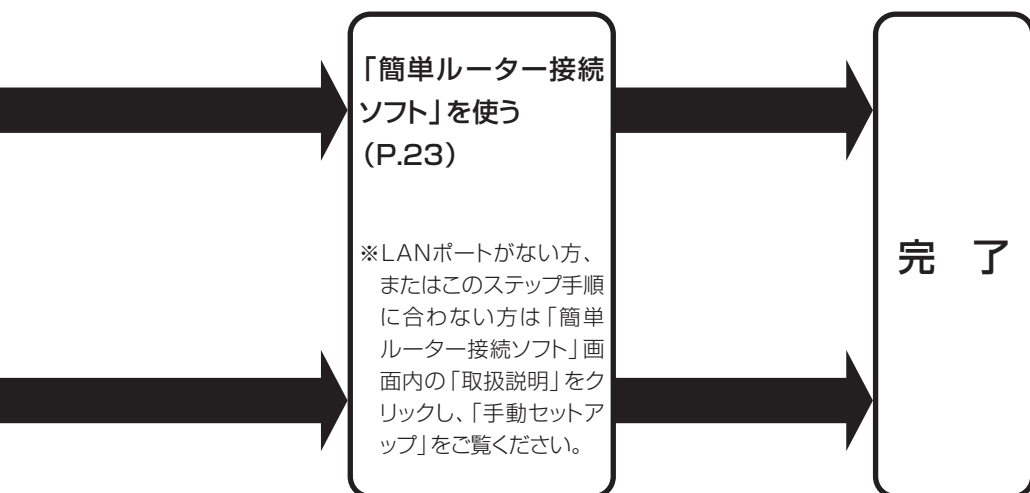 「簡単ルーター接続
ソフト」を使う
（P.23）
※LANポートがない方、
またはこのステップ手順
に合わない方は「簡単
ルーター接続ソフト」画
面内の「取扱説明」をク
リックし、「手動セットア
ップ」をご覧ください。
完　了